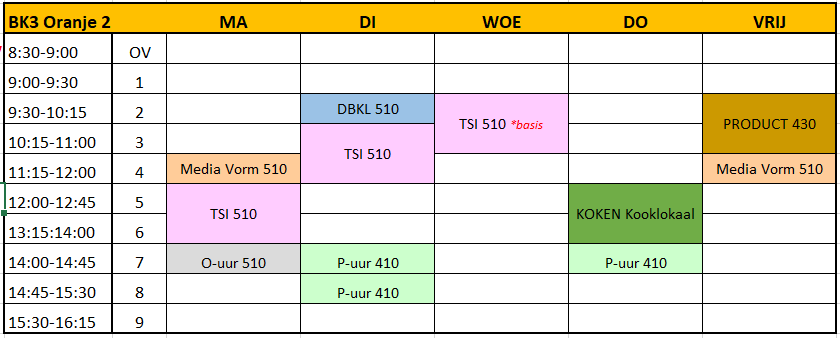 BK3 Oranje 2 MA DI WOE DO VRIJ
8:30-9:00 OV
9:00-9:30 1
9:30-10:15 2 DBKL 510
TSI 510 *basis PRODUCT 430
10:15-11:00 3
TSI 510
11:15-12:00 4 Media Vorm 510 Media Vorm 510
12:00-12:45 5
TSI 510 KOKEN Kooklokaal
13:15:14:00 6
14:00-14:45 7 O-uur 510 P-uur 410 P-uur 410
14:45-15:30 8 P-uur 410
15:30-16:15 9